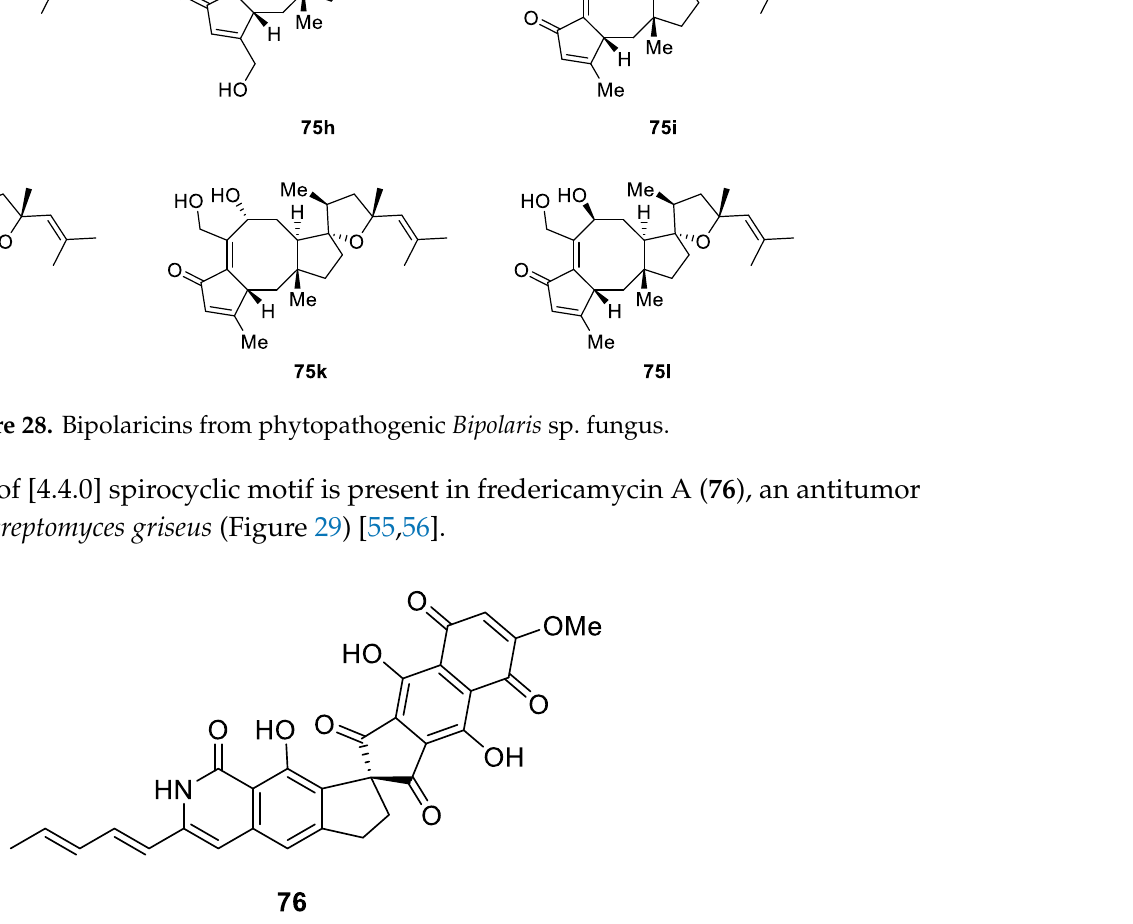 Me
H
HO
75h
O
Me
H
Me
75i
O
HO HO Me
H
O
O
Me
H
Me
75k
HO HO Me
H
O
O
Me
H
Me
75l
re 28. Bipolaricins from phytopathogenic Bipolaris sp. fungus.
of [4.4.0] spirocyclic motif is present in fredericamycin A (76), an antitumor
reptomyces griseus (Figure 29) [55,56].
O
OMe
HO
O
O HO O
OH
HN
O
76